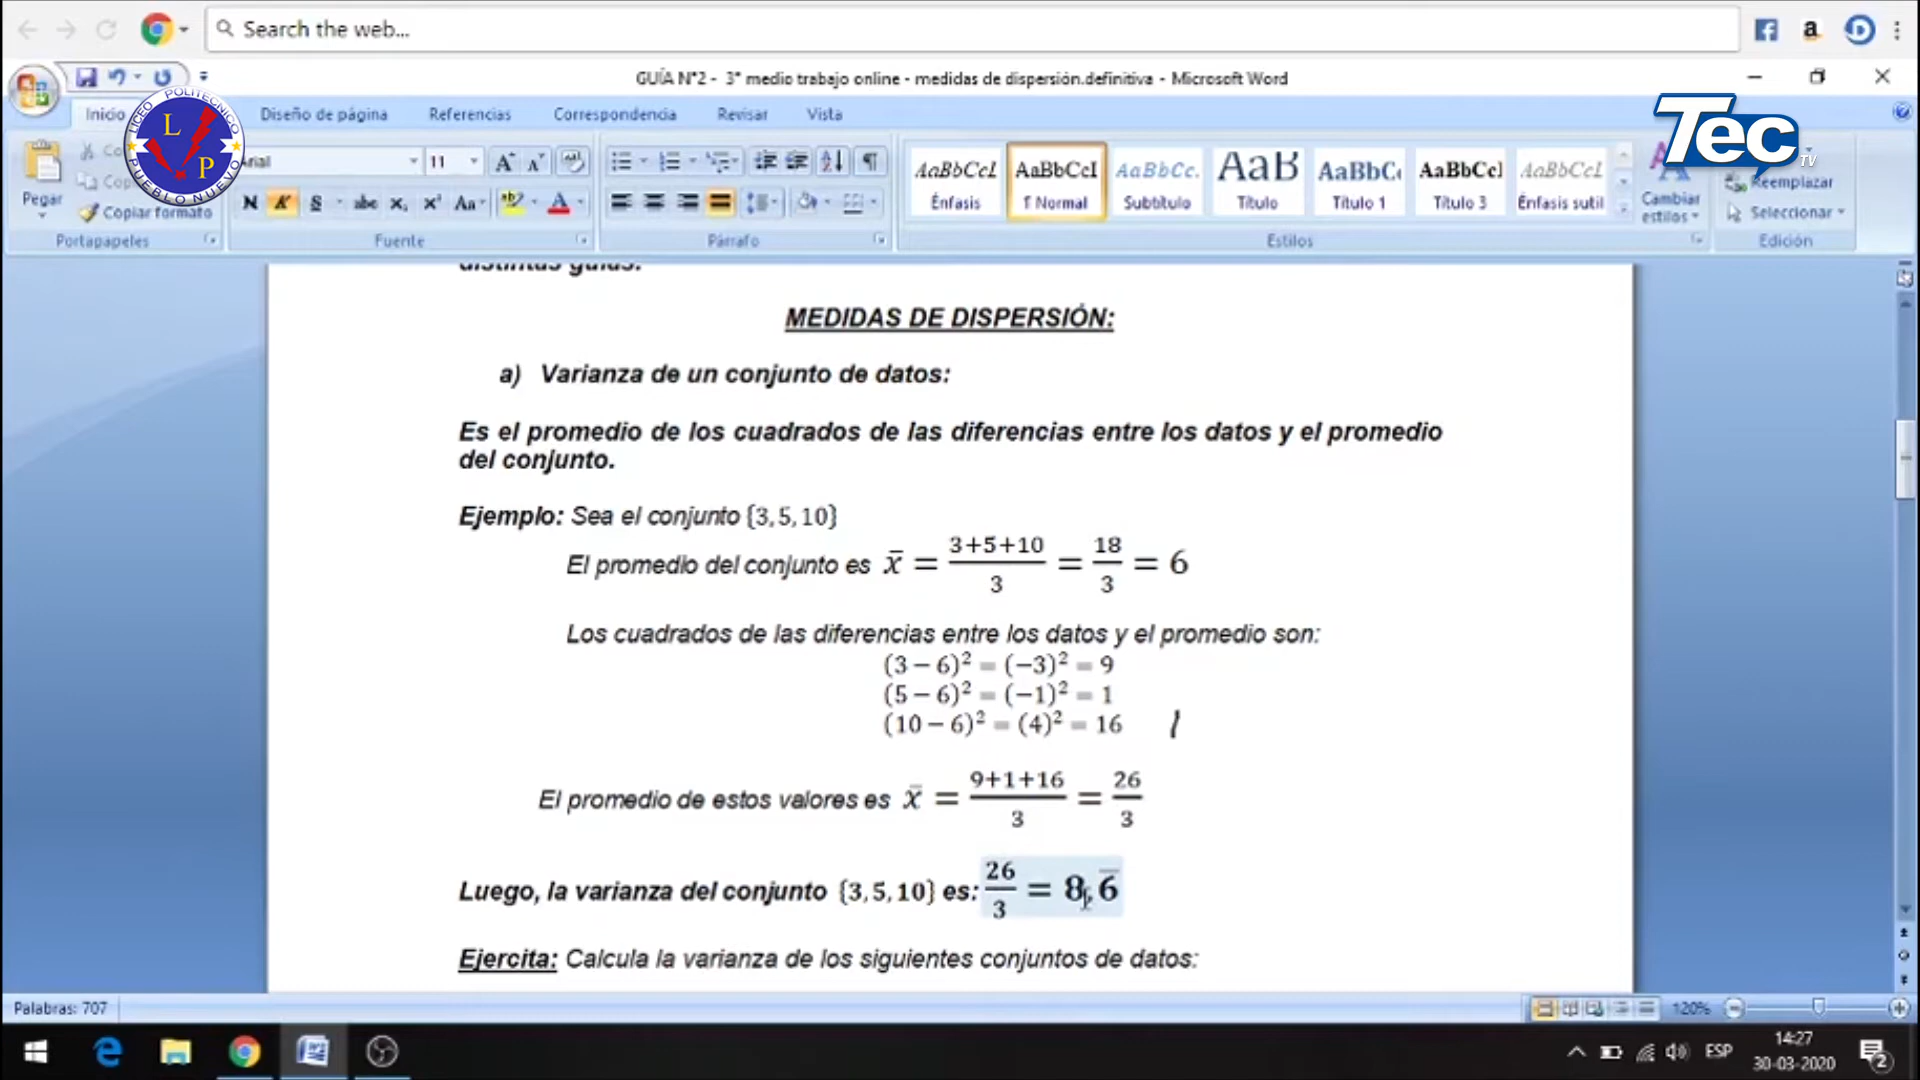 Search the web...
GUÍA N°2 - 3° medio trabajo online - medidas de dispersión.definitiva - Microsoft Word
Inicio Diseño de página Referencias Correspondencia Revisar Vista
LICEO POLITECNICO PUEBLO NUEVO
L P
Tec TV
Pegar
Copiar formato
Portapapeles
11
Fuente
Párrafo
AaBbCcL AaBbCcI AaBbCc. AaB AaBbCc AaBbCcI AaBbCcL
Énfasis ¶ Normal Subtítulo Título Título 1 Título 3 Énfasis sutil
Cambiar estilos
Estilos
Reemplazar
Seleccionar
Edición
distintas guías.
MEDIDAS DE DISPERSIÓN:
a) Varianza de un conjunto de datos:
Es el promedio de los cuadrados de las diferencias entre los datos y el promedio
del conjunto.
Ejemplo: Sea el conjunto {3, 5, 10}
El promedio del conjunto es x̄ = (3+5+10)/3 = 18/3 = 6
Los cuadrados de las diferencias entre los datos y el promedio son:
(3 − 6)² = (−3)² = 9
(5 − 6)² = (−1)² = 1
(10 − 6)² = (4)² = 16
El promedio de estos valores es x̄ = (9+1+16)/3 = 26/3
Luego, la varianza del conjunto {3, 5, 10} es: 26/3 = 8,6̅
Ejercita: Calcula la varianza de los siguientes conjuntos de datos:
Palabras: 707
120%
ESP
14:27
30-03-2020
2